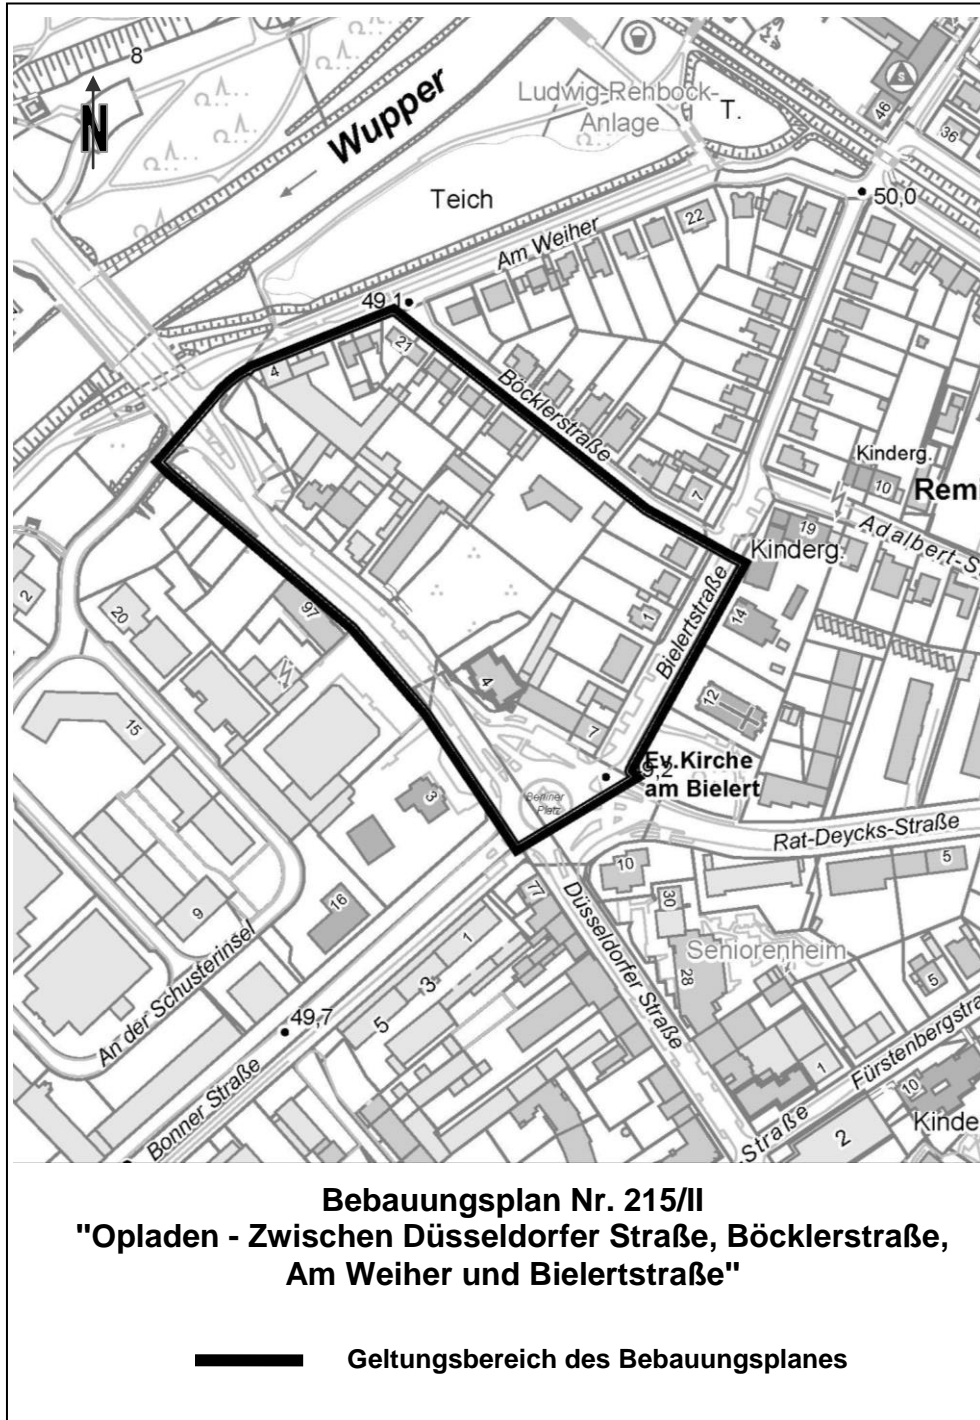 8
N
Wupper
Ludwig-Rehbock-
Anlage
T.
S
46
36
Teich
50,0
22
Am Weiher
49,1
21
4
Böcklerstraße
Kinderg.
10
7
Rem
19
Adalbert-S
Kinderg.
2
20
97
1
14
Bielertstraße
4
12
15
7
Ev.Kirche
9,2
am Bielert
Berliner
Platz
3
Rat-Deycks-Straße
10
5
77
16
30
9
1
Düsseldorfer Straße
Seniorenheim
An der Schusterinsel
3
28
5
49,7
5
Fürstenbergstra
1
10
Bonner Straße
Kinde
2
-Straße
Bebauungsplan Nr. 215/II
"Opladen - Zwischen Düsseldorfer Straße, Böcklerstraße,
Am Weiher und Bielertstraße"
Geltungsbereich des Bebauungsplanes